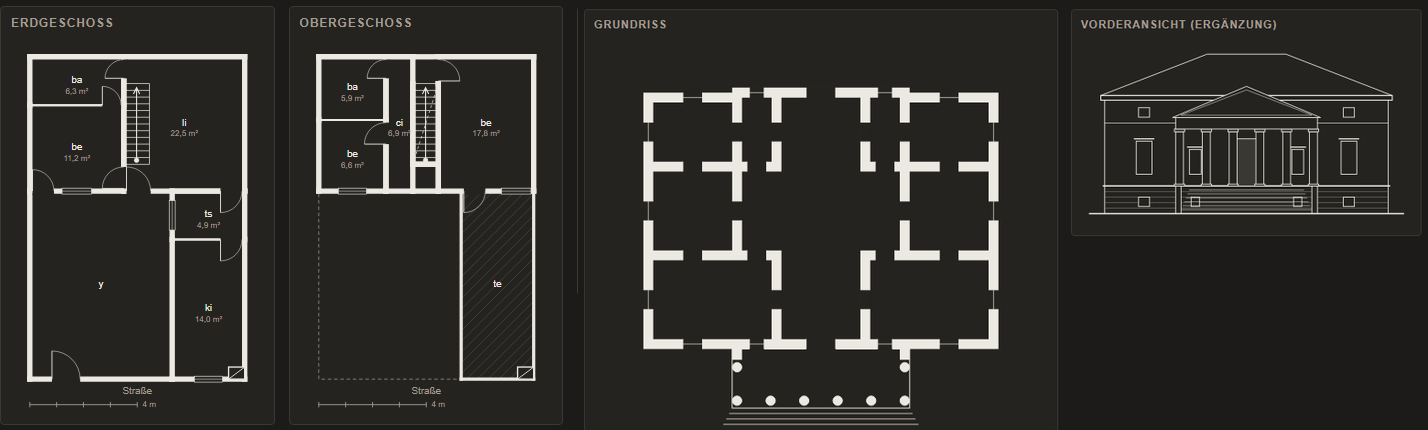 ERDGESCHOSS
ba
6,3 m²
be
11,2 m²
li
22,5 m²
ts
4,9 m²
y
ki
14,0 m²
Straße
4 m
OBERGESCHOSS
ba
5,9 m²
ci
6,9 m²
be
17,8 m²
be
6,6 m²
te
Straße
4 m
GRUNDRISS
VORDERANSICHT (ERGÄNZUNG)